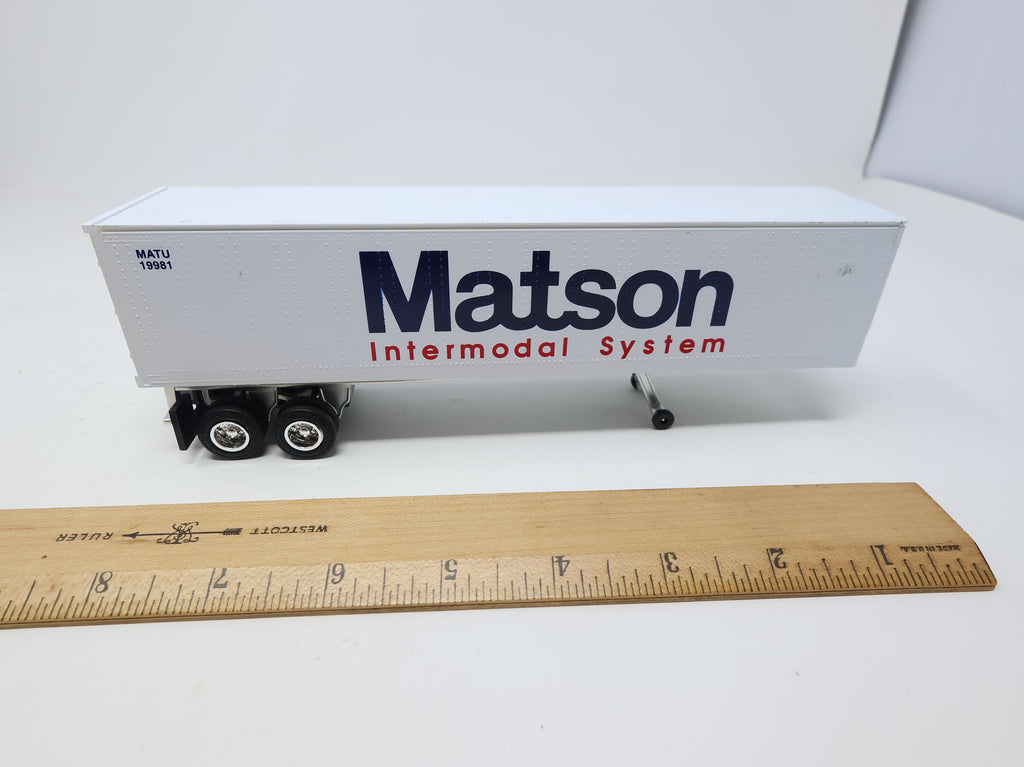 MATU
19981
Matson
Intermodal System
WESTCOTT
RULER
MADE IN U.S.A.
8 7 6 5 4 3 2 1